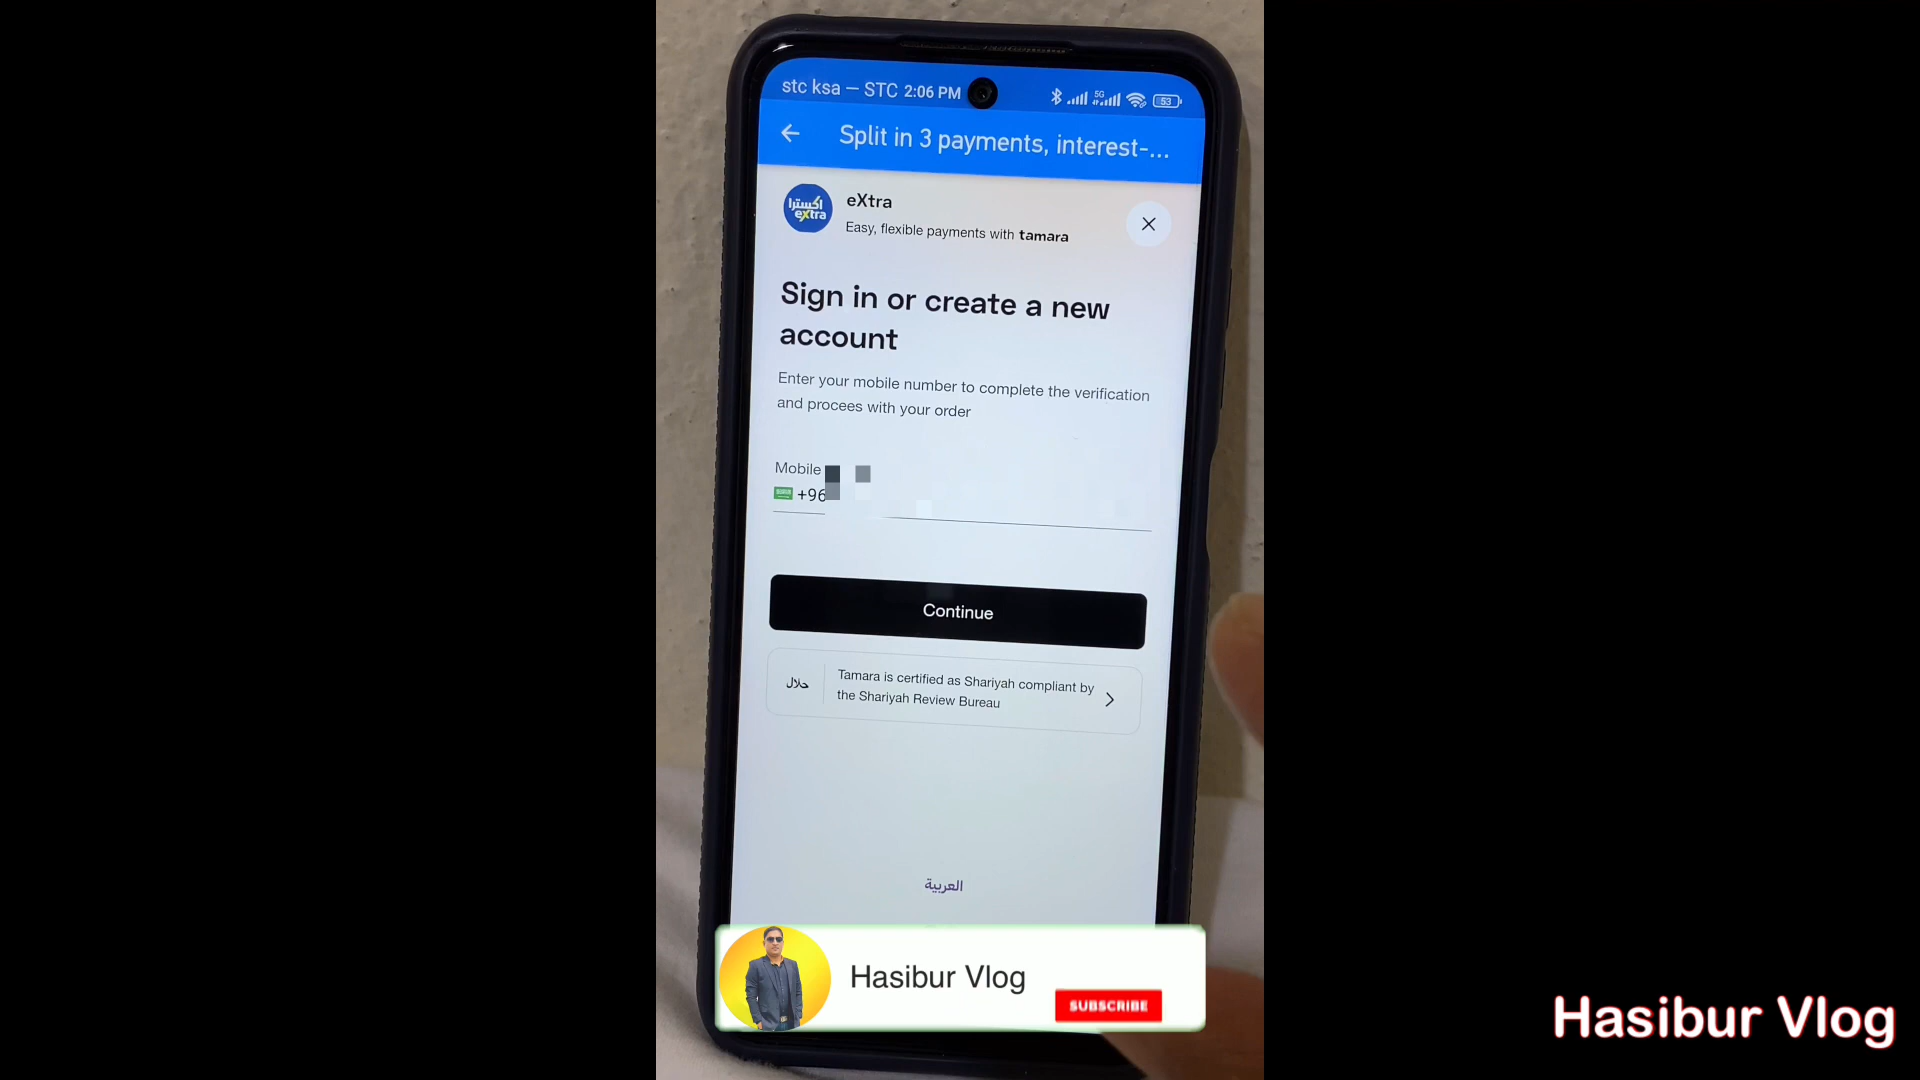 stc ksa — STC 2:06 PM
5G
53
Split in 3 payments, interest-...
اكسترا
eXtra
eXtra
Easy, flexible payments with tamara
Sign in or create a new
account
Enter your mobile number to complete the verification
and procees with your order
Mobile
+96
Continue
حلال
Tamara is certified as Shariyah compliant by
the Shariyah Review Bureau
العربية
Hasibur Vlog
SUBSCRIBE
Hasibur Vlog